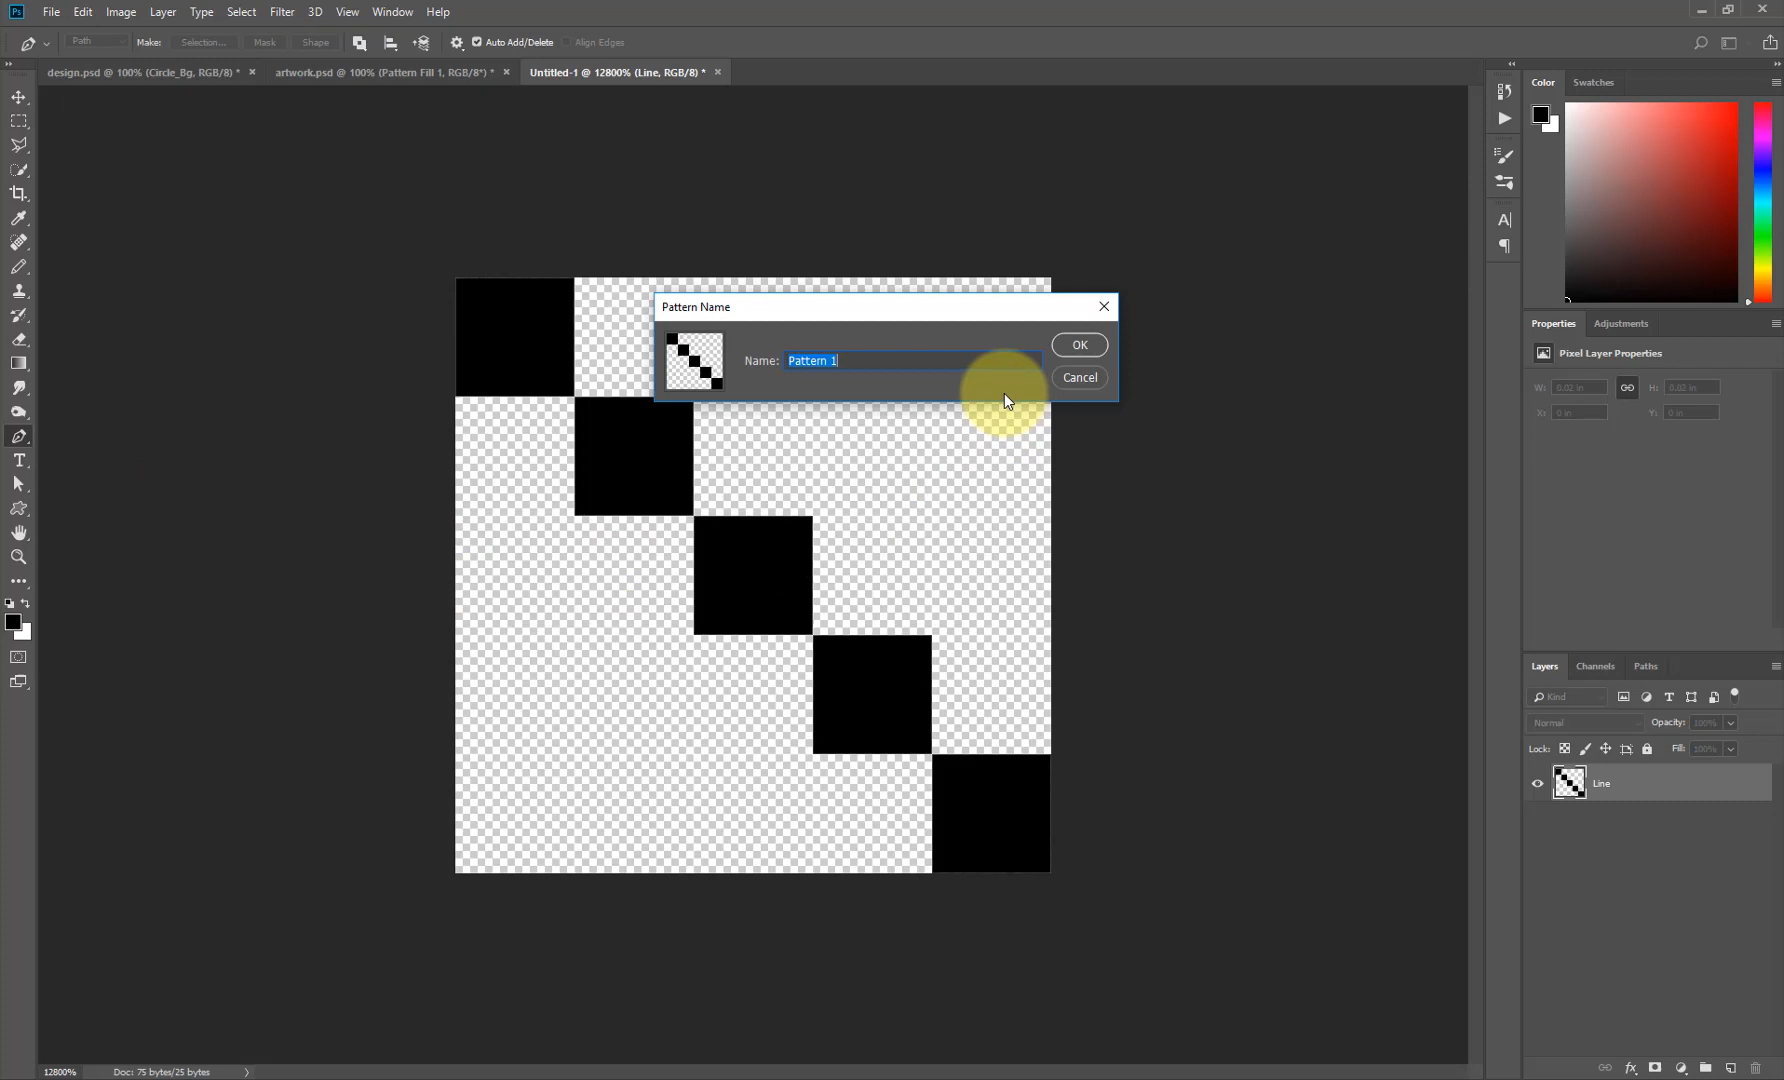 Ps File Edit Image Layer Type Select Filter 3D View Window Help
Path Make: Selection... Mask Shape Auto Add/Delete Align Edges
design.psd @ 100% (Circle_Bg, RGB/8) * artwork.psd @ 100% (Pattern Fill 1, RGB/8*) * Untitled-1 @ 12800% (Line, RGB/8) *
Color Swatches
Pattern Name
Name: Pattern 1
OK
Cancel
Properties Adjustments
Pixel Layer Properties
W: 0.02 in H: 0.02 in
X: 0 in Y: 0 in
Layers Channels Paths
Kind
Normal Opacity: 100%
Lock: Fill: 100%
Line
12800% Doc: 75 bytes/25 bytes